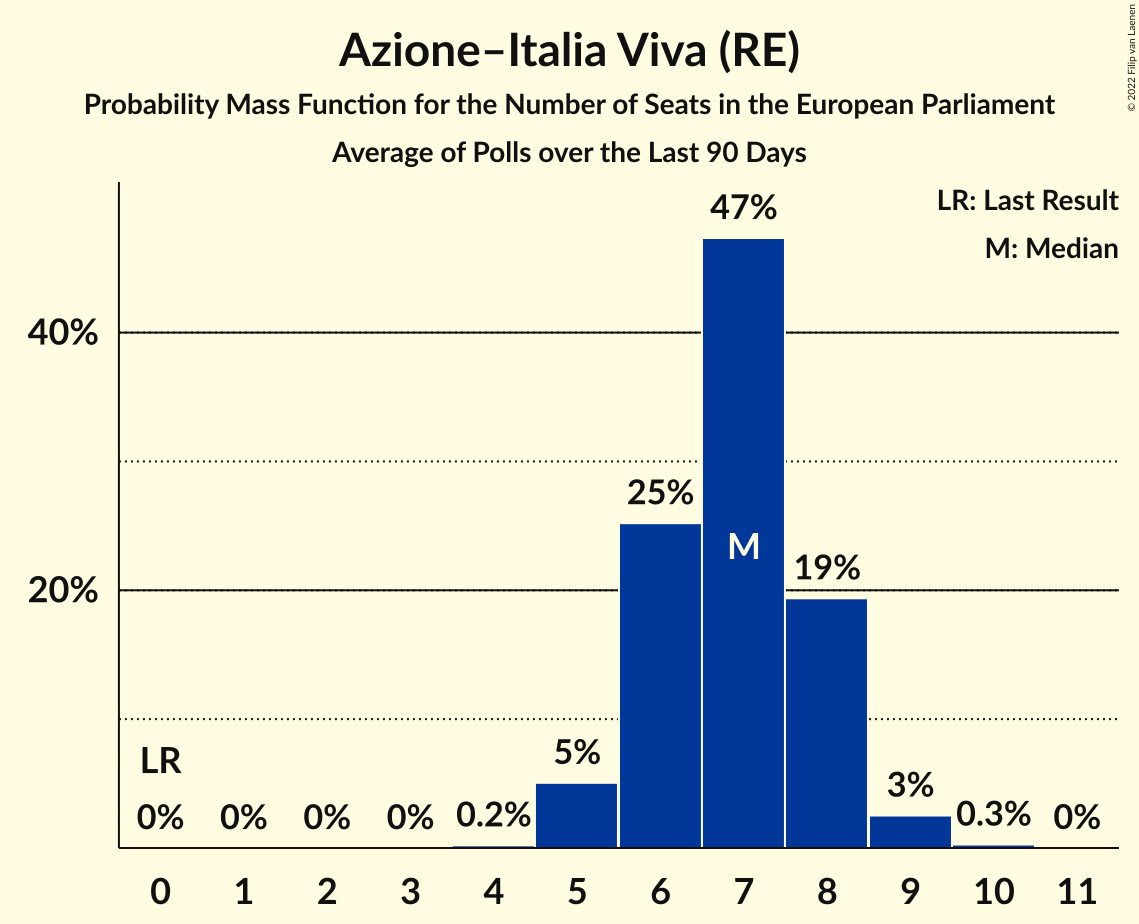 Azione–Italia Viva (RE)
Probability Mass Function for the Number of Seats in the European Parliament
Average of Polls over the Last 90 Days
© 2022 Filip van Laenen
LR: Last Result
M: Median
47%
40%
25%
M
19%
20%
LR
5%
3%
0% 0% 0% 0% 0.2% 0.3% 0%
0 1 2 3 4 5 6 7 8 9 10 11